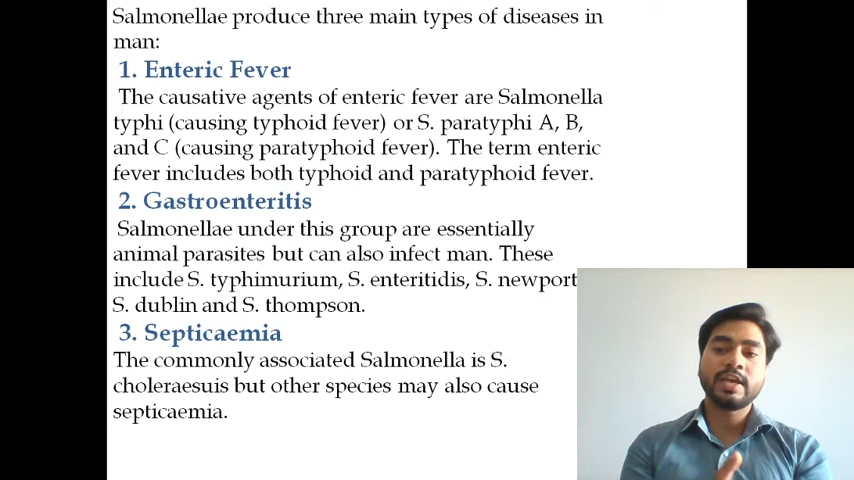 Salmonellae produce three main types of diseases in
man:
1. Enteric Fever
The causative agents of enteric fever are Salmonella
typhi (causing typhoid fever) or S. paratyphi A, B,
and C (causing paratyphoid fever). The term enteric
fever includes both typhoid and paratyphoid fever.
2. Gastroenteritis
Salmonellae under this group are essentially
animal parasites but can also infect man. These
include S. typhimurium, S. enteritidis, S. newport
S. dublin and S. thompson.
3. Septicaemia
The commonly associated Salmonella is S.
choleraesuis but other species may also cause
septicaemia.